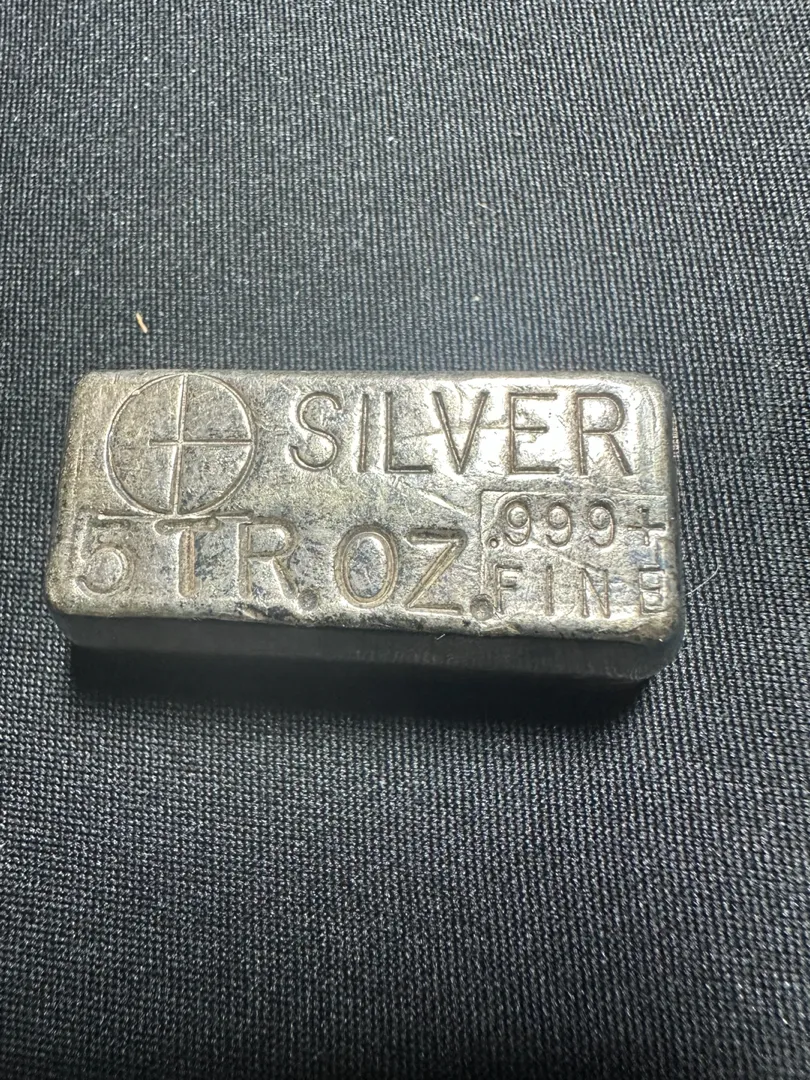 SILVER
5 TR. OZ.
.999+
FINE